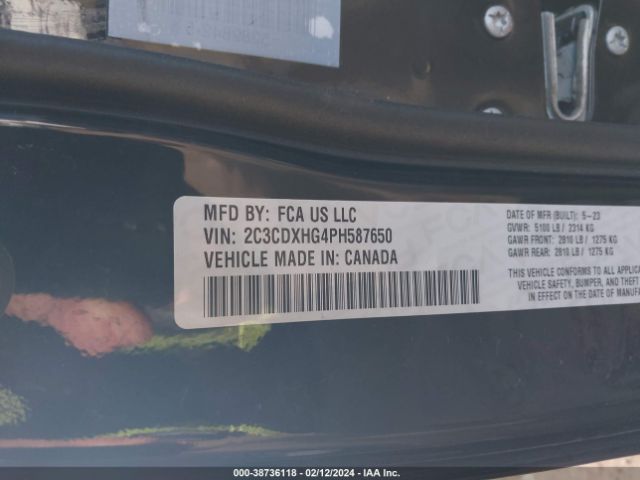 MFD BY: FCA US LLC
VIN: 2C3CDXHG4PH587650
VEHICLE MADE IN: CANADA
DATE OF MFR (BUILT): 5-23
GVWR: 5100 LB / 2314 KG
GAWR FRONT: 2810 LB / 1275 KG
GAWR REAR: 2810 LB / 1275 KG
THIS VEHICLE CONFORMS TO ALL APPLICA
VEHICLE SAFETY, BUMPER, AND THEFT
IN EFFECT ON THE DATE OF MANUFA
000-38736118 - 02/12/2024 - IAA Inc.